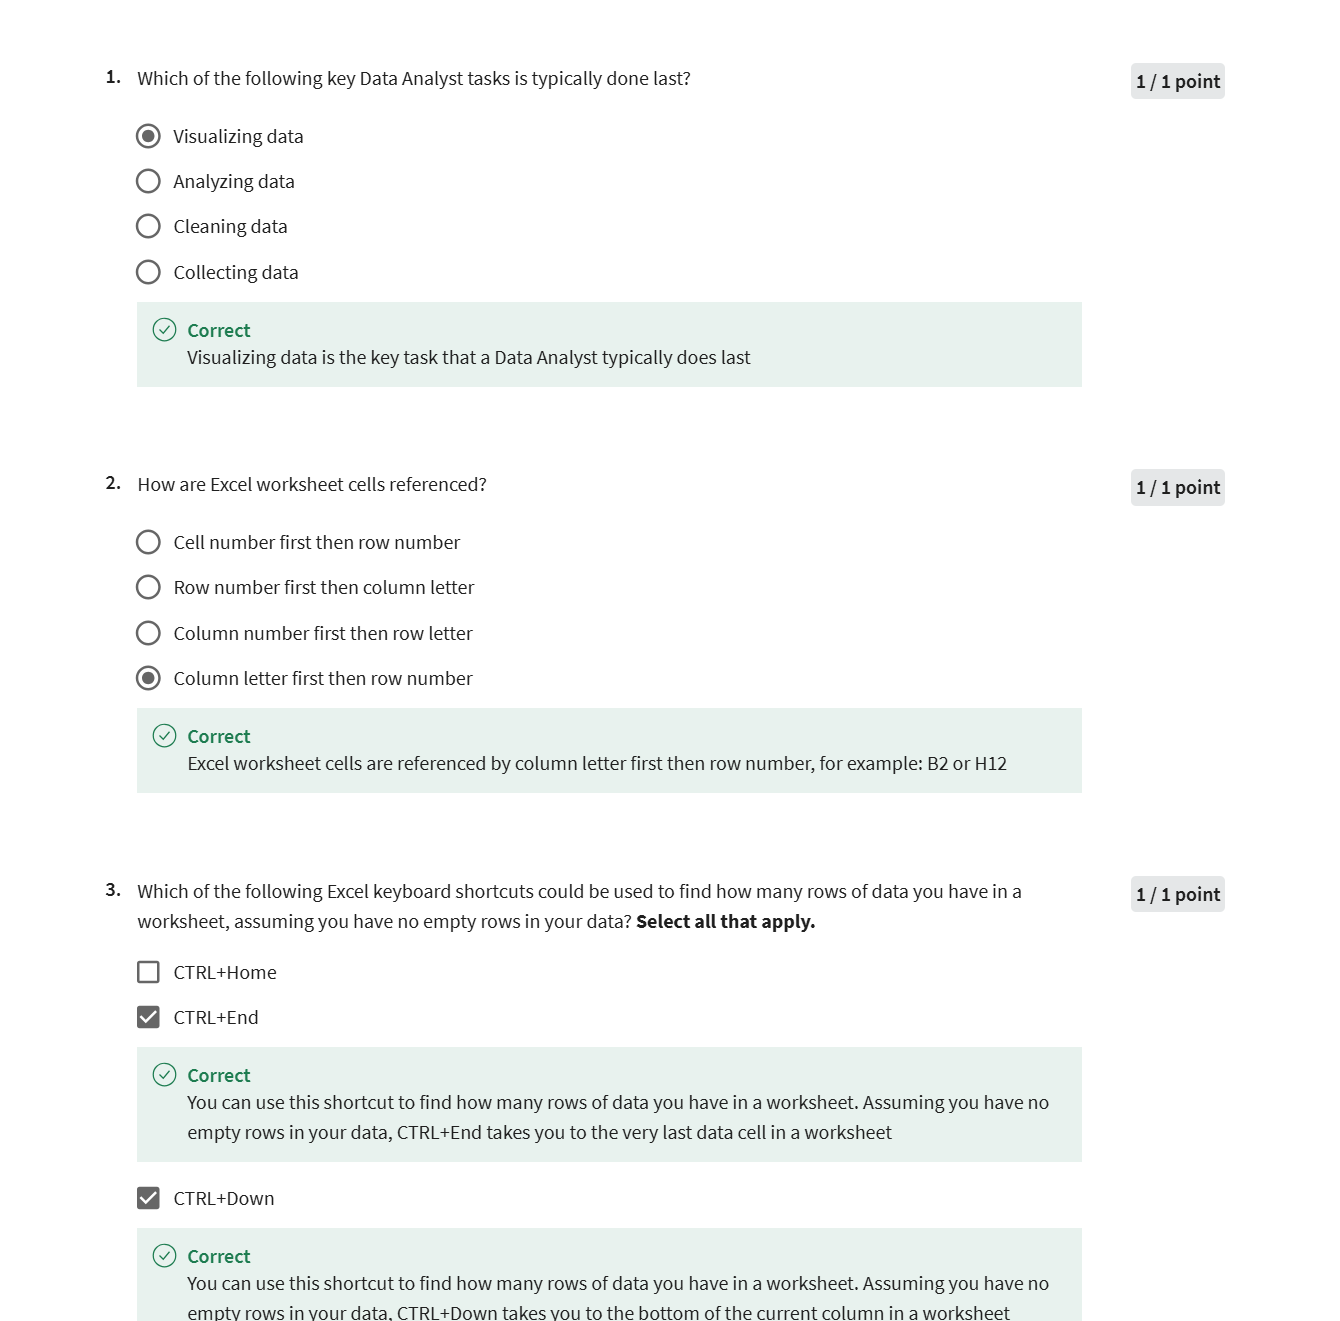 1. Which of the following key Data Analyst tasks is typically done last?
1 / 1 point
Visualizing data
Analyzing data
Cleaning data
Collecting data
Correct
Visualizing data is the key task that a Data Analyst typically does last
2. How are Excel worksheet cells referenced?
1 / 1 point
Cell number first then row number
Row number first then column letter
Column number first then row letter
Column letter first then row number
Correct
Excel worksheet cells are referenced by column letter first then row number, for example: B2 or H12
3. Which of the following Excel keyboard shortcuts could be used to find how many rows of data you have in a
1 / 1 point
worksheet, assuming you have no empty rows in your data? Select all that apply.
CTRL+Home
CTRL+End
Correct
You can use this shortcut to find how many rows of data you have in a worksheet. Assuming you have no
empty rows in your data, CTRL+End takes you to the very last data cell in a worksheet
CTRL+Down
Correct
You can use this shortcut to find how many rows of data you have in a worksheet. Assuming you have no
empty rows in your data, CTRL+Down takes you to the bottom of the current column in a worksheet